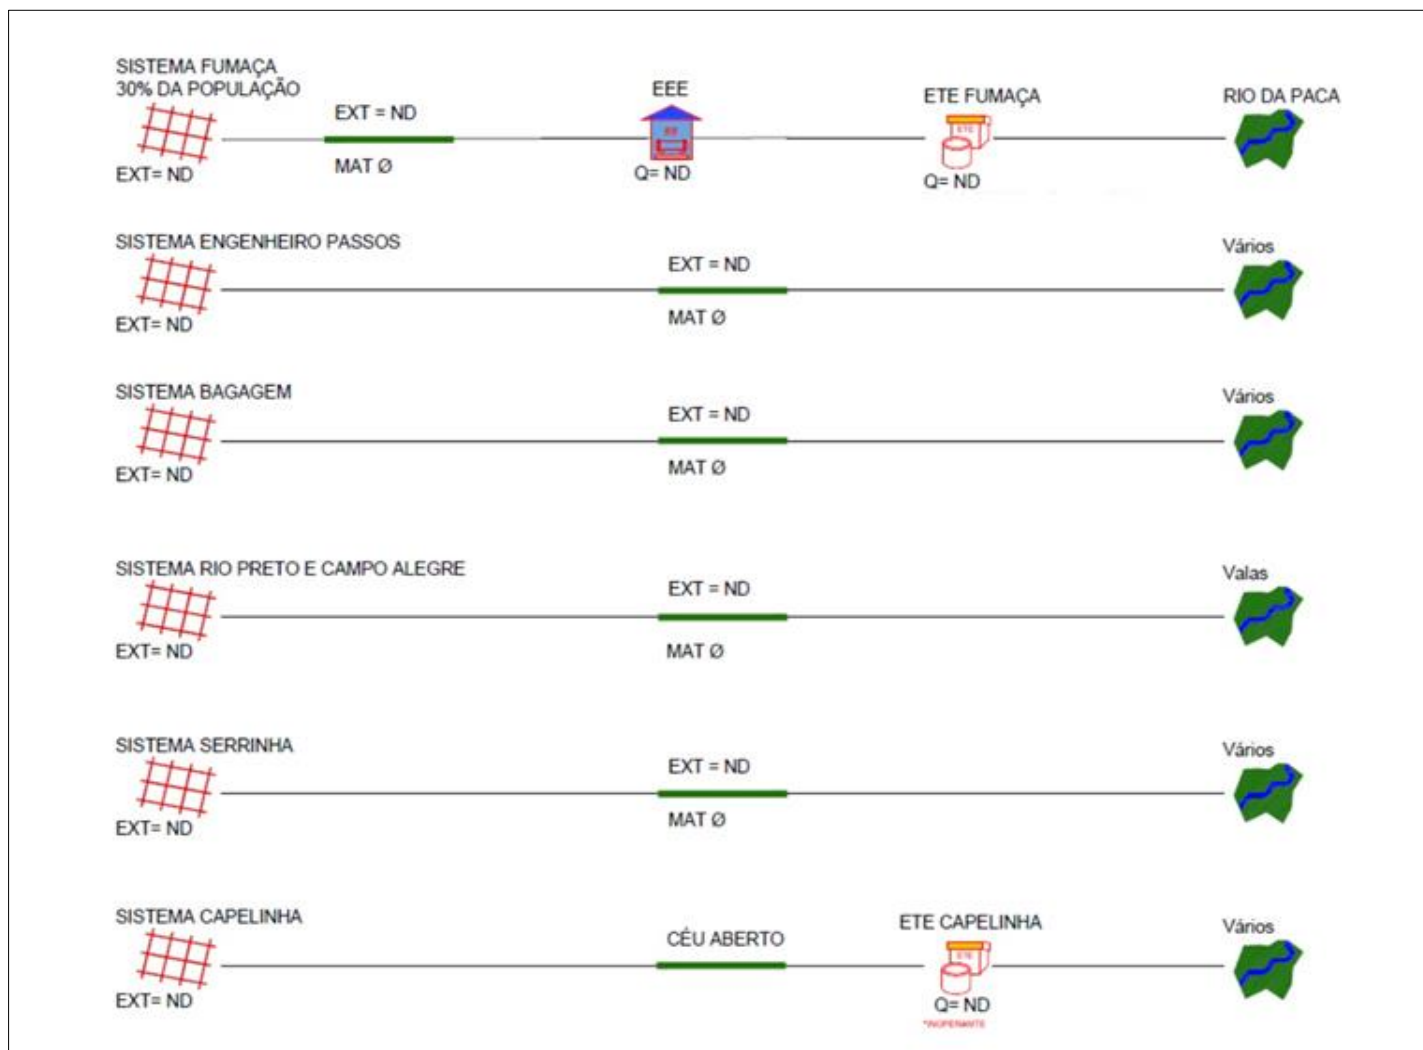 SISTEMA FUMAÇA
30% DA POPULAÇÃO
EXT = ND
EEE
ETE FUMAÇA
RIO DA PACA
ETE
EXT= ND
MAT Ø
Q= ND
Q= ND
SISTEMA ENGENHEIRO PASSOS
Vários
EXT = ND
EXT= ND
MAT Ø
SISTEMA BAGAGEM
Vários
EXT = ND
EXT= ND
MAT Ø
SISTEMA RIO PRETO E CAMPO ALEGRE
Valas
EXT = ND
EXT= ND
MAT Ø
SISTEMA SERRINHA
Vários
EXT = ND
EXT= ND
MAT Ø
SISTEMA CAPELINHA
CÉU ABERTO
ETE CAPELINHA
Vários
ETE
EXT= ND
Q= ND
*INOPERANTE